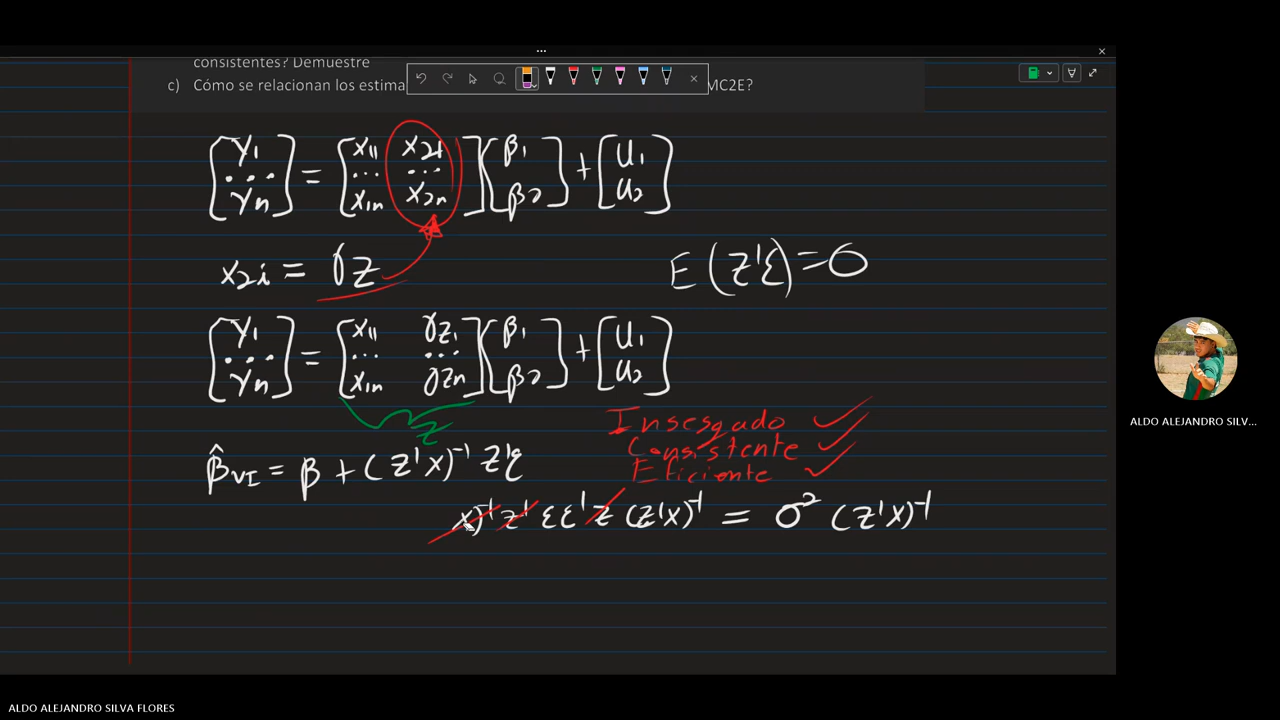 consistentes? Demuestre
c) Cómo se relacionan los estima MC2E?
[y₁ ... yₙ] = [x₁₁ ... x₁ₙ x₂₁ ... x₂ₙ] [β₁ β₂] + [u₁ u₂]
x₂ᵢ = γz E(z'ε) = 0
[y₁ ... yₙ] = [x₁₁ ... x₁ₙ γz₁ ... γzₙ] [β₁ β₂] + [u₁ u₂]
z
Insesgado ✓
Consistente ✓
Eficiente ✓
β̂VI = β + (z'x)⁻¹ z'ε
x)⁻¹ z' εε' z (z'x)⁻¹ = σ² (z'x)⁻¹
ALDO ALEJANDRO SILV...
ALDO ALEJANDRO SILVA FLORES